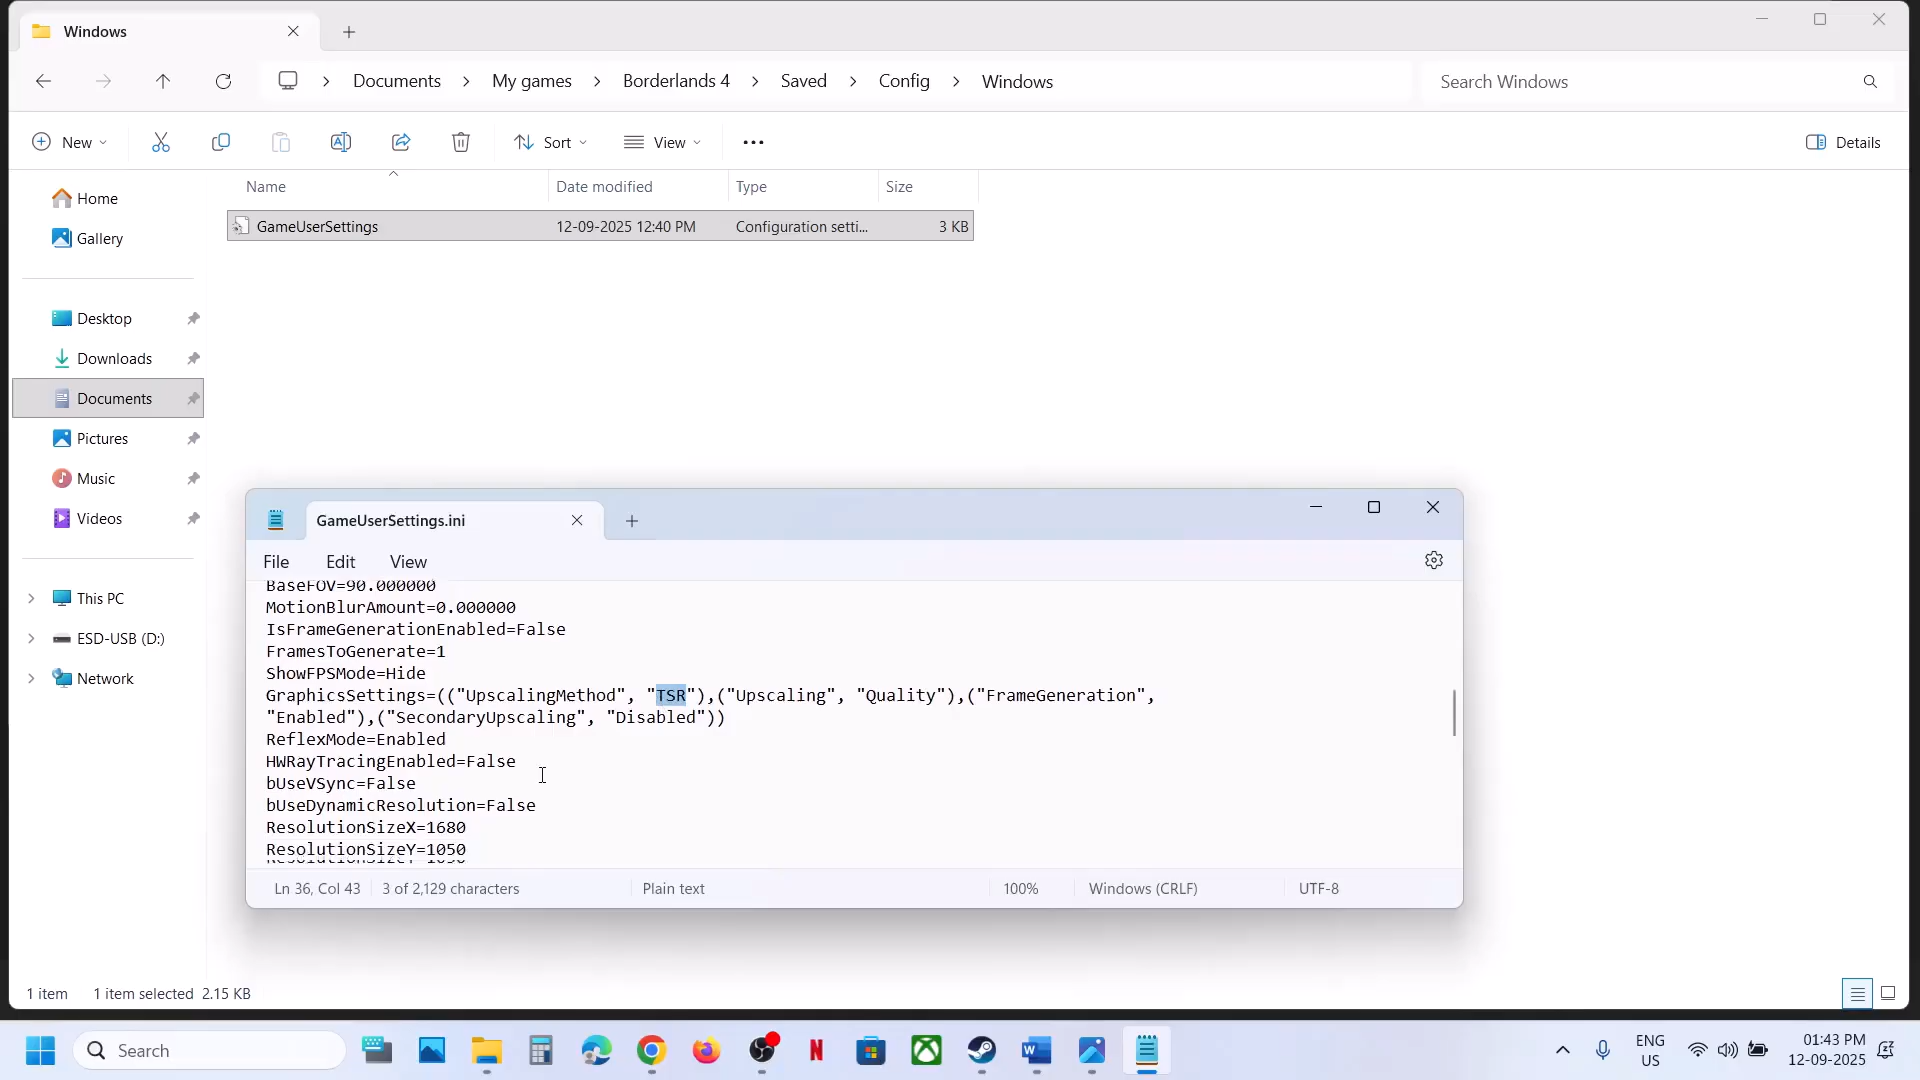 Windows
Documents
My games
Borderlands 4
Saved
Config
Windows
Search Windows
New
Sort
View
Details
Name
Date modified
Type
Size
GameUserSettings
12-09-2025 12:40 PM
Configuration setti...
3 KB
Home
Gallery
Desktop
Downloads
Documents
Pictures
Music
Videos
This PC
ESD-USB (D:)
Network
GameUserSettings.ini
File
Edit
View
BaseFOV=90.000000
MotionBlurAmount=0.000000
IsFrameGenerationEnabled=False
FramesToGenerate=1
ShowFPSMode=Hide
GraphicsSettings=(("UpscalingMethod", "TSR"),("Upscaling", "Quality"),("FrameGeneration",
"Enabled"),("SecondaryUpscaling", "Disabled"))
ReflexMode=Enabled
HWRayTracingEnabled=False
bUseVSync=False
bUseDynamicResolution=False
ResolutionSizeX=1680
ResolutionSizeY=1050
Ln 36, Col 43
3 of 2,129 characters
Plain text
100%
Windows (CRLF)
UTF-8
1 item
1 item selected 2.15 KB
Search
ENG
US
01:43 PM
12-09-2025